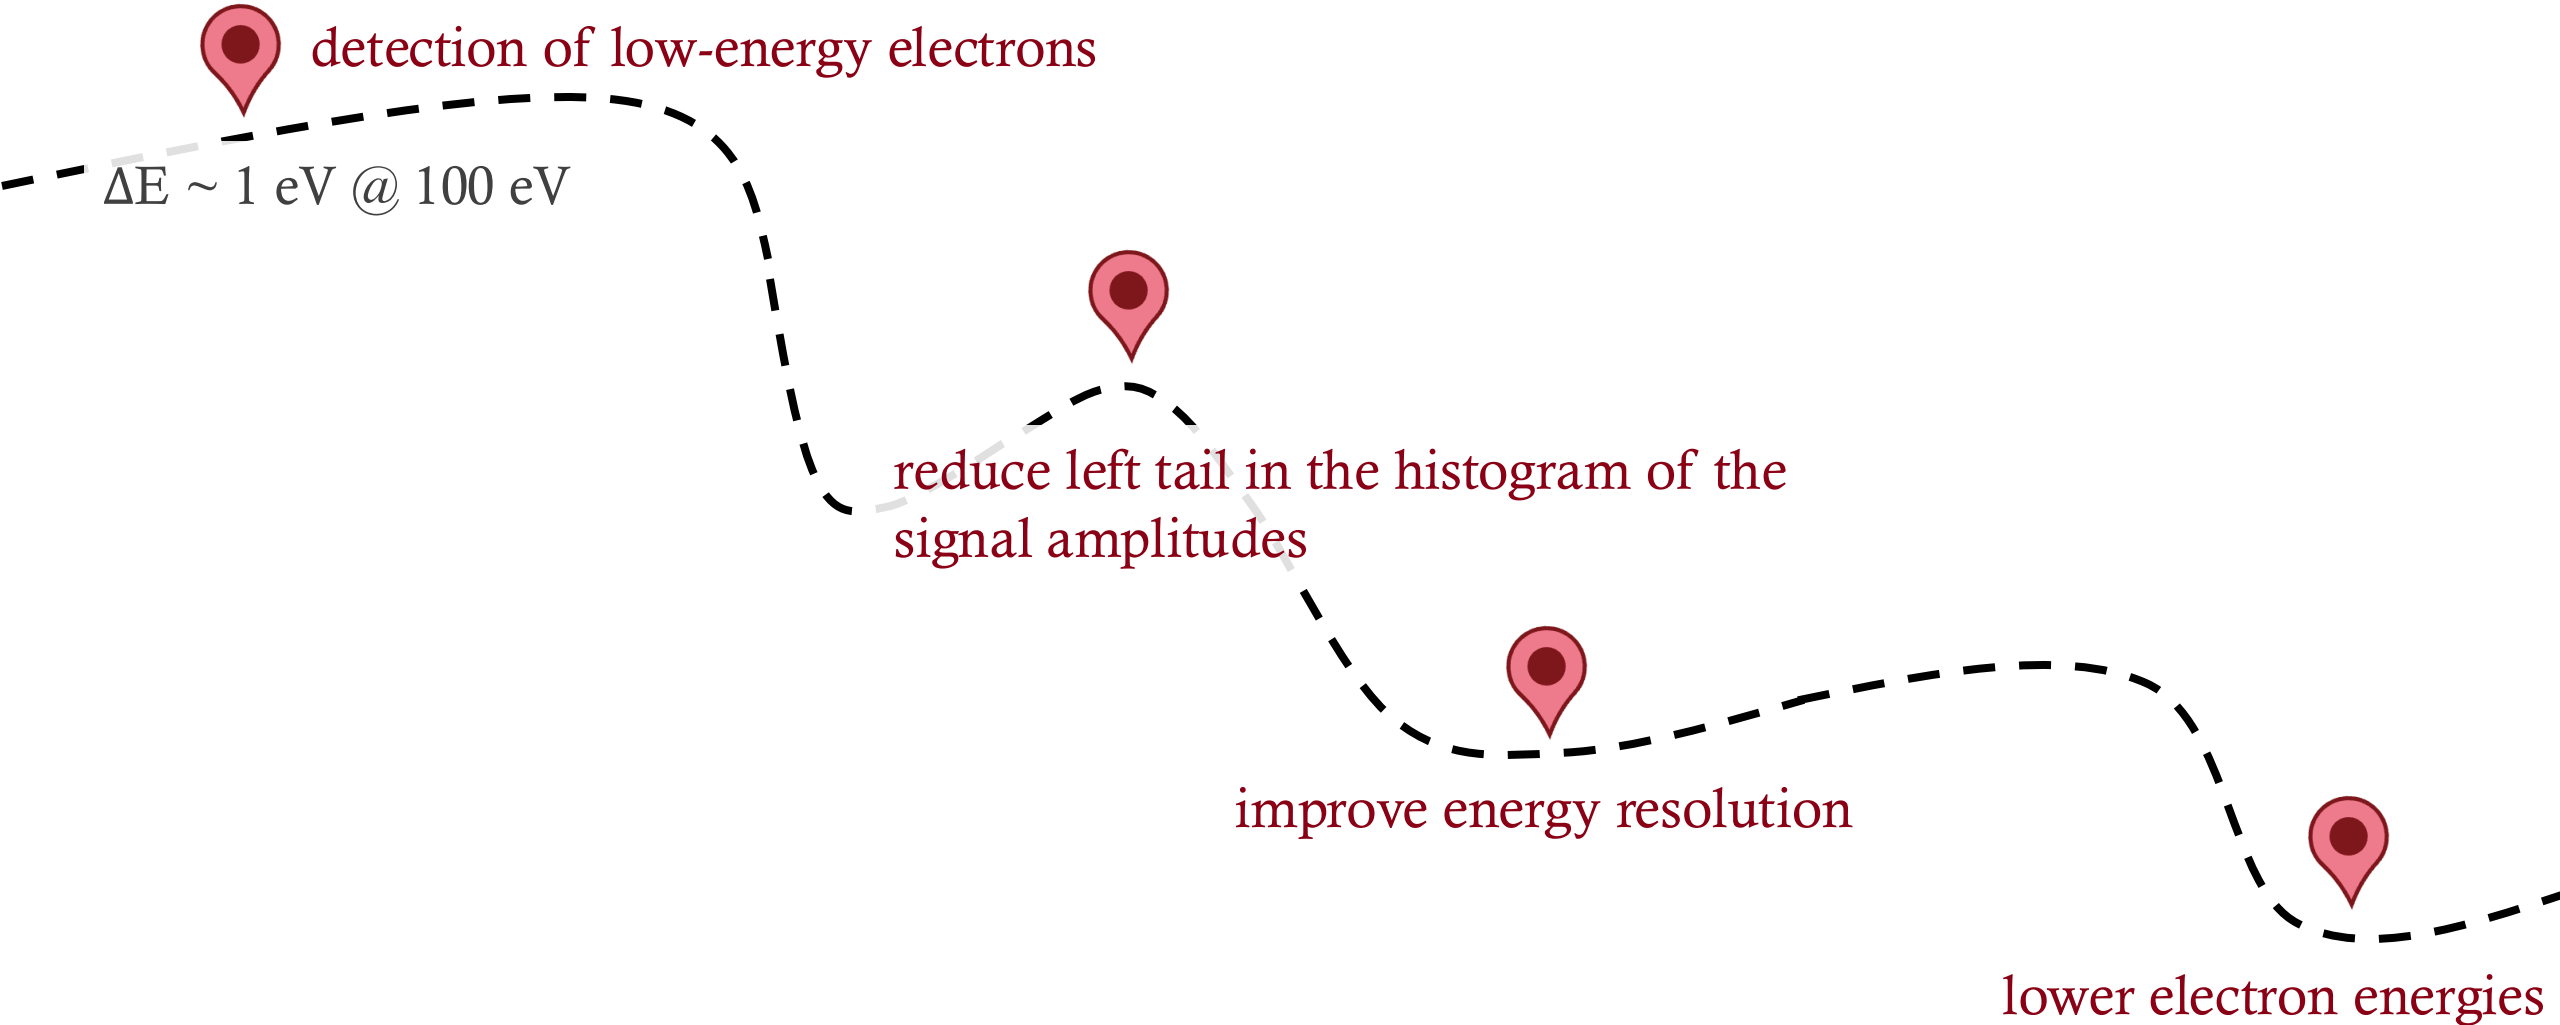 detection of low-energy electrons
ΔE ~ 1 eV @ 100 eV
reduce left tail in the histogram of the
signal amplitudes
improve energy resolution
lower electron energies